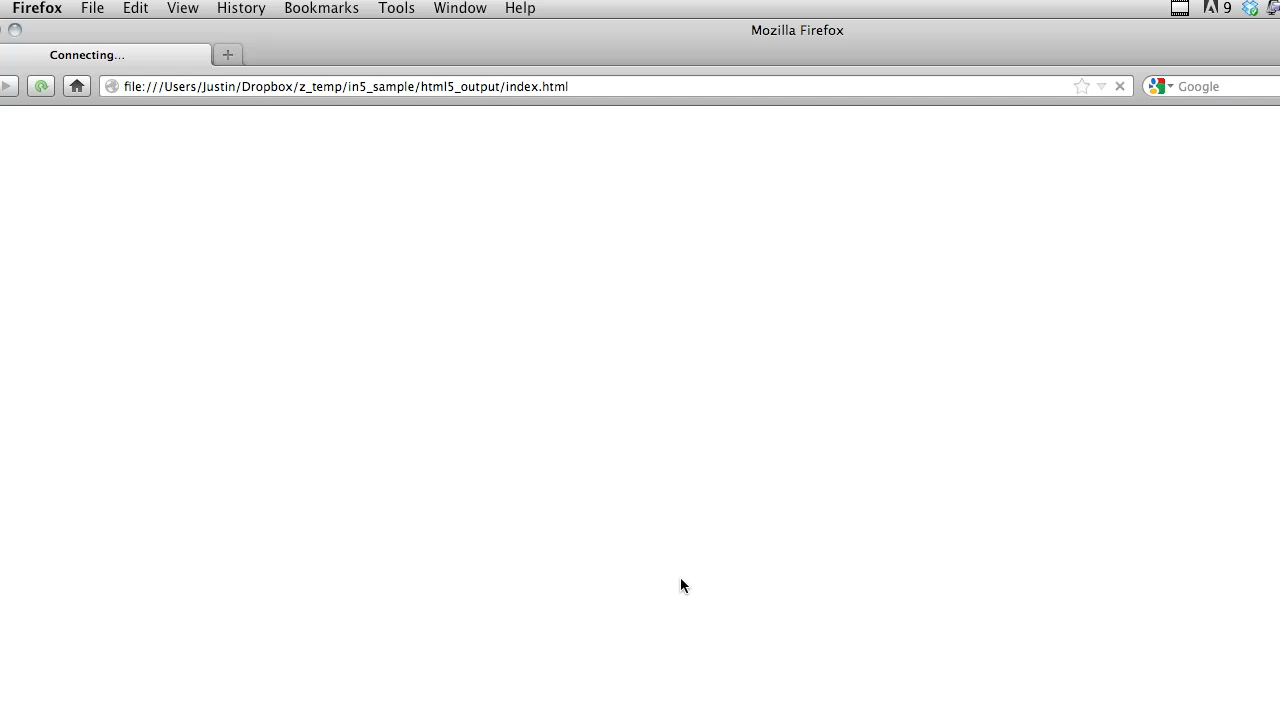 Firefox File Edit View History Bookmarks Tools Window Help 9
Mozilla Firefox
Connecting...
file:///Users/Justin/Dropbox/z_temp/in5_sample/html5_output/index.html Google